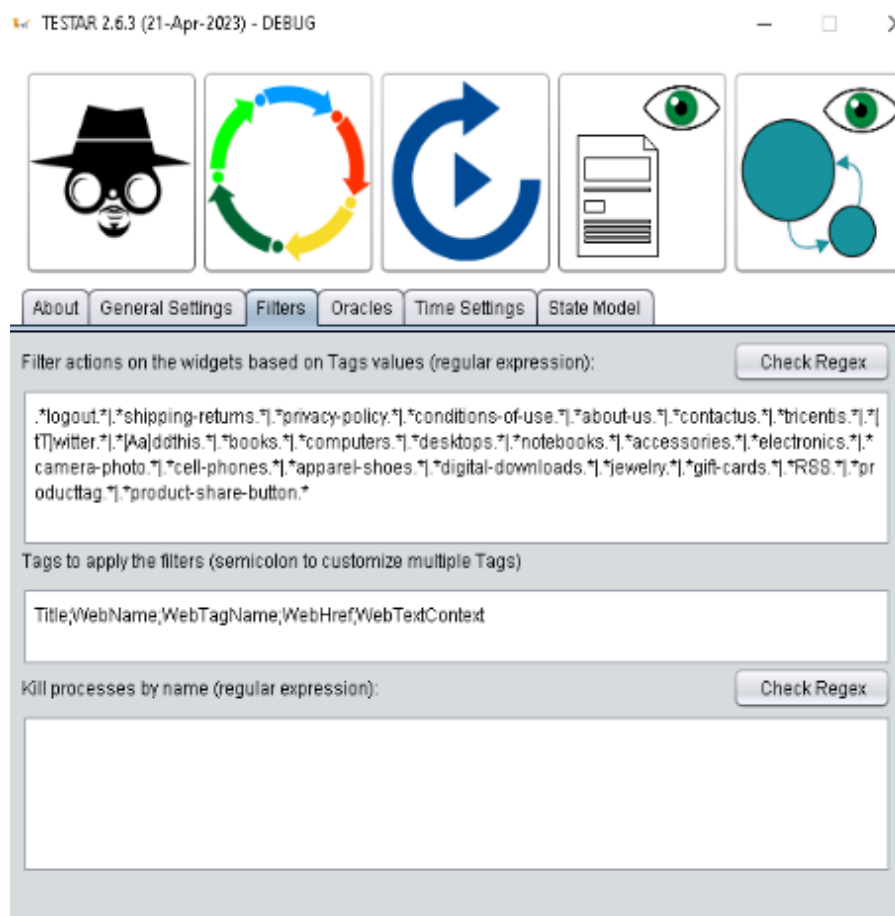 TESTAR 2.6.3 (21-Apr-2023) - DEBUG
About General Settings Filters Oracles Time Settings State Model
Filter actions on the widgets based on Tags values (regular expression): Check Regex
.*logout.*|.*shipping-returns.*|.*privacy-policy.*|.*conditions-of-use.*|.*about-us.*|.*contactus.*|.*tricentis.*|.*[
tT]witter.*|.*[Aa]ddthis.*|.*books.*|.*computers.*|.*desktops.*|.*notebooks.*|.*accessories.*|.*electronics.*|.*
camera-photo.*|.*cell-phones.*|.*apparel-shoes.*|.*digital-downloads.*|.*jewelry.*|.*gift-cards.*|.*RSS.*|.*pr
oducttag.*|.*product-share-button.*
Tags to apply the filters (semicolon to customize multiple Tags)
Title;WebName;WebTagName;WebHref;WebTextContext
Kill processes by name (regular expression): Check Regex